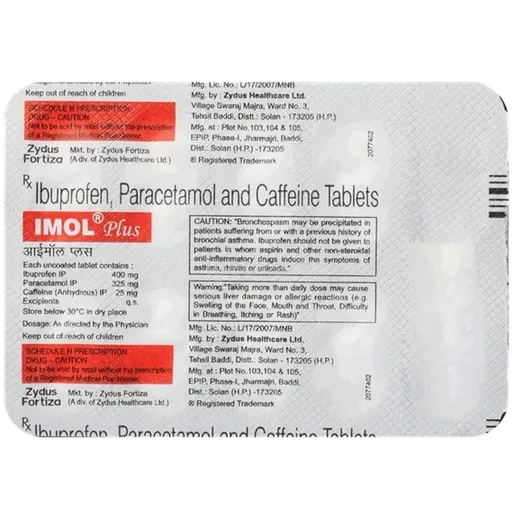 Keep out of reach of children
SCHEDULE H PRESCRIPTION
DRUG - CAUTION
Not to be sold by retail without the prescription
of a Registered Medical Practitioner.
Zydus Mkt. by : Zydus Fortiza
Fortiza (A div. of Zydus Healthcare Ltd.)
Mfg. Lic. No.: L/17/2007/MNB
Mfg. by : Zydus Healthcare Ltd.
Village Swaraj Majra, Ward No. 3,
Tehsil Baddi, Dist.: Solan - 173205 (H.P.)
Mfg. at : Plot No.103,104 & 105,
EPIP, Phase-I, Jharmajri, Baddi,
Dist.: Solan (H.P.) -173205
® Registered Trademark
2077402
Rx Ibuprofen, Paracetamol and Caffeine Tablets
IMOL® Plus
आईमॉल प्लस
Each uncoated tablet contains :
Ibuprofen IP 400 mg
Paracetamol IP 325 mg
Caffeine (Anhydrous) IP 25 mg
Excipients q.s.
Store below 30°C in dry place
Dosage: As directed by the Physician
Keep out of reach of children
CAUTION: "Bronchospasm may be precipitated in
patients suffering from or with a previous history of
bronchial asthma. Ibuprofen should not be given to
patients in whom aspirin and other non-steroidal
anti-inflammatory drugs induce the symptoms of
asthma, rhinitis or urticaria."
Warning:"Taking more than daily dose may cause
serious liver damage or allergic reactions (e.g.
Swelling of the Face, Mouth and Throat, Difficulty
in Breathing, Itching or Rash)"
SCHEDULE H PRESCRIPTION
DRUG - CAUTION
Not to be sold by retail without the prescription
of a Registered Medical Practitioner.
Zydus Mkt. by : Zydus Fortiza
Fortiza (A div. of Zydus Healthcare Ltd.)
Mfg. Lic. No.: L/17/2007/MNB
Mfg. by : Zydus Healthcare Ltd.
Village Swaraj Majra, Ward No. 3,
Tehsil Baddi, Dist.: Solan - 173205 (H.P.)
Mfg. at : Plot No.103,104 & 105,
EPIP, Phase-I, Jharmajri, Baddi,
Dist.: Solan (H.P.) -173205
® Registered Trademark
2077402
Rx Ibuprofen, Paracetamol and Caffeine Tablets